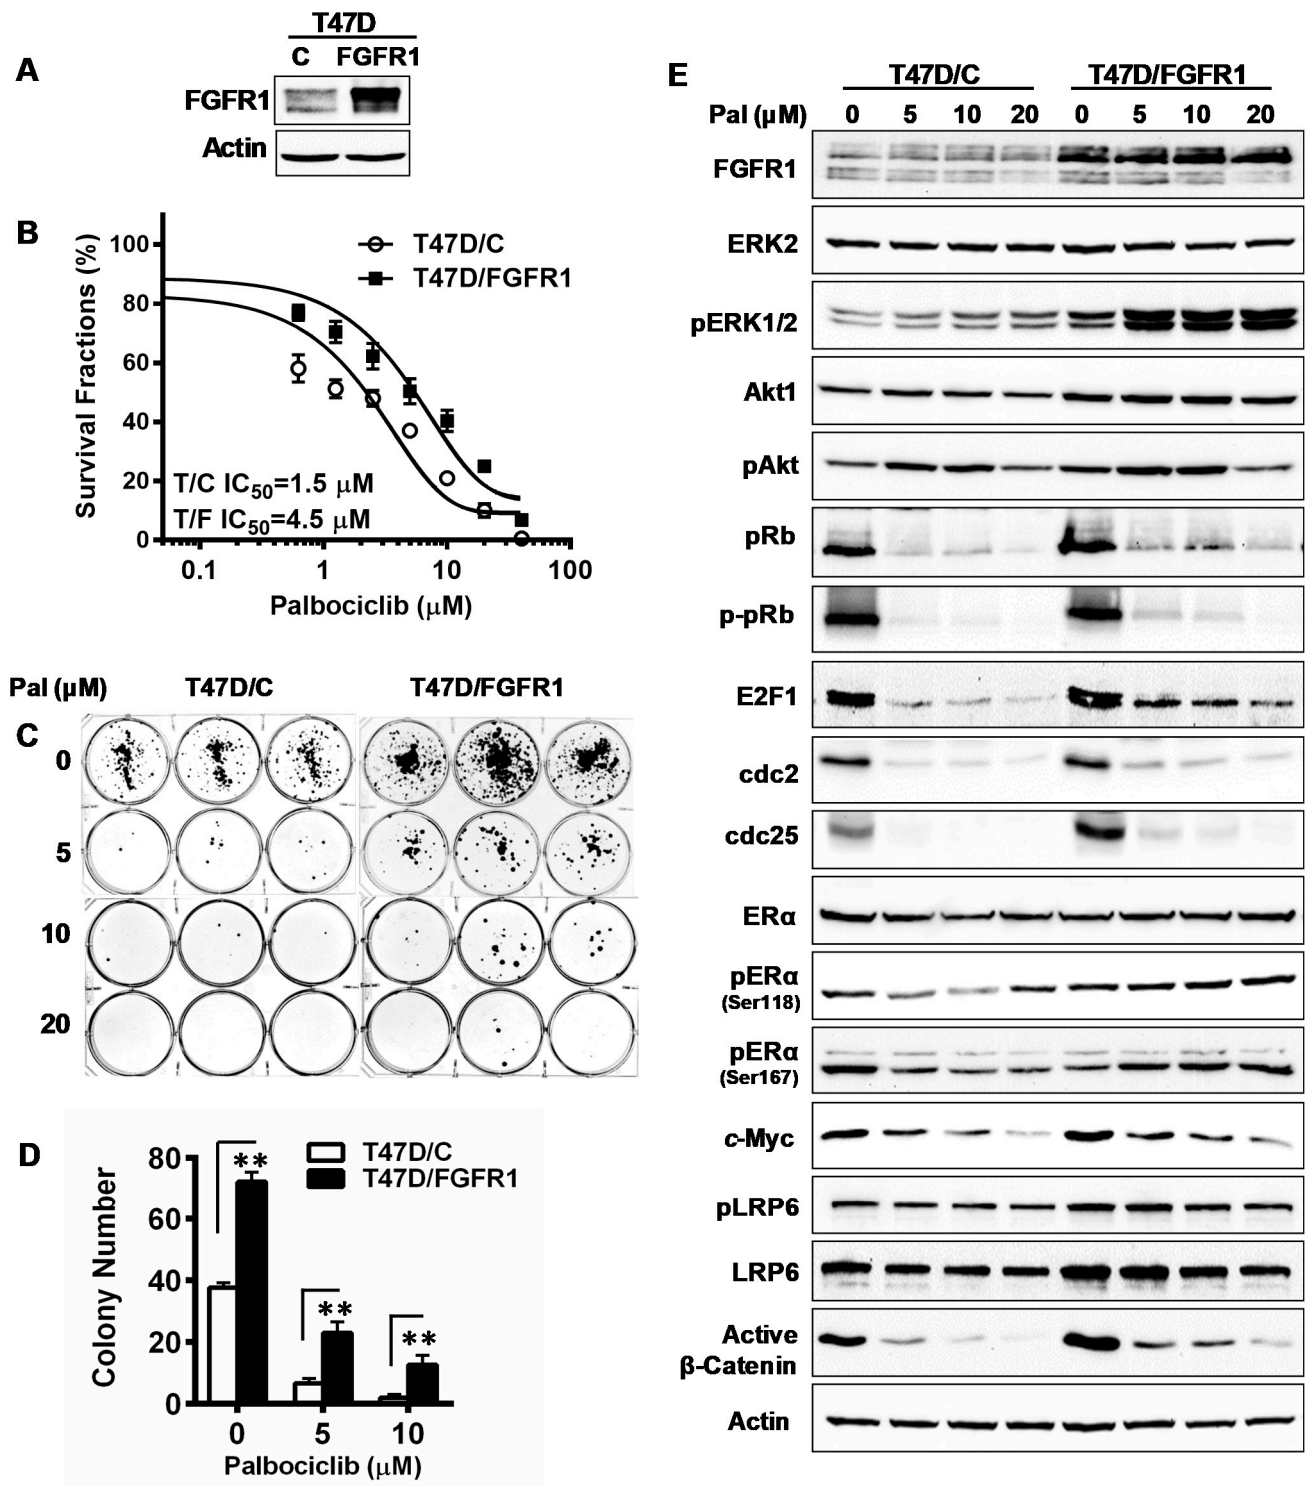 A
T47D
C FGFR1
FGFR1
Actin
B
Survival Fractions (%)
100
80
60
40
20
0
T47D/C
T47D/FGFR1
T/C IC50=1.5 μM
T/F IC50=4.5 μM
0.1 1 10 100
Palbociclib (μM)
Pal (μM) T47D/C T47D/FGFR1
C
0
5
10
20
D
Colony Number
80
60
40
20
0
T47D/C
T47D/FGFR1
**
**
**
0 5 10
Palbociclib (μM)
E
T47D/C T47D/FGFR1
Pal (μM) 0 5 10 20 0 5 10 20
FGFR1
ERK2
pERK1/2
Akt1
pAkt
pRb
p-pRb
E2F1
cdc2
cdc25
ERα
pERα
(Ser118)
pERα
(Ser167)
c-Myc
pLRP6
LRP6
Active
β-Catenin
Actin